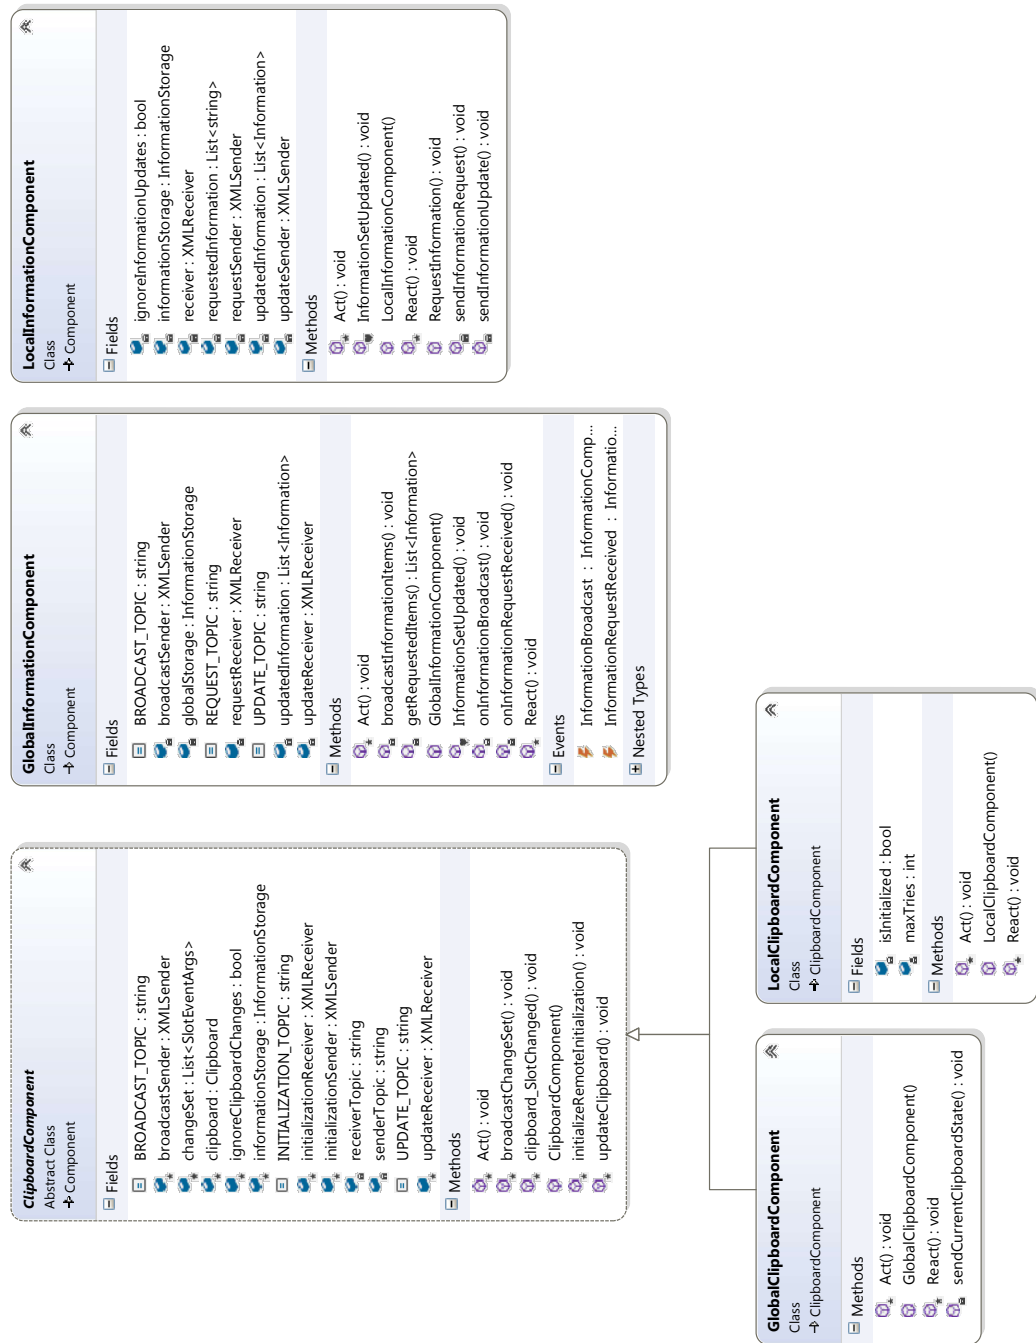 ClipboardComponent
Abstract Class
Component
Fields
BROADCAST_TOPIC : string
broadcastSender : XMLSender
changeSet : List<SlotEventArgs>
clipboard : Clipboard
ignoreClipboardChanges : bool
informationStorage : InformationStorage
INITIALIZATION_TOPIC : string
initializationReceiver : XMLReceiver
initializationSender : XMLSender
receiverTopic : string
senderTopic : string
UPDATE_TOPIC : string
updateReceiver : XMLReceiver
Methods
Act() : void
broadcastChangeSet() : void
clipboard_SlotChanged() : void
ClipboardComponent()
initializeRemoteInitialization() : void
updateClipboard() : void
GlobalInformationComponent
Class
Component
Fields
BROADCAST_TOPIC : string
broadcastSender : XMLSender
globalStorage : InformationStorage
REQUEST_TOPIC : string
requestReceiver : XMLReceiver
UPDATE_TOPIC : string
updatedInformation : List<Information>
updateReceiver : XMLReceiver
Methods
Act() : void
broadcastInformationItems() : void
getRequestedItems() : List<Information>
GlobalInformationComponent()
InformationSetUpdated() : void
onInformationBroadcast() : void
onInformationRequestReceived() : void
React() : void
Events
InformationBroadcast : InformationComp...
InformationRequestReceived : Informatio...
Nested Types
LocalInformationComponent
Class
Component
Fields
ignoreInformationUpdates : bool
informationStorage : InformationStorage
receiver : XMLReceiver
requestedInformation : List<string>
requestSender : XMLSender
updatedInformation : List<Information>
updateSender : XMLSender
Methods
Act() : void
InformationSetUpdated() : void
LocalInformationComponent()
React() : void
RequestInformation() : void
sendInformationRequest() : void
sendInformationUpdate() : void
GlobalClipboardComponent
Class
ClipboardComponent
Methods
Act() : void
GlobalClipboardComponent()
React() : void
sendCurrentClipboardState() : void
LocalClipboardComponent
Class
ClipboardComponent
Fields
isInitialized : bool
maxTries : int
Methods
Act() : void
LocalClipboardComponent()
React() : void